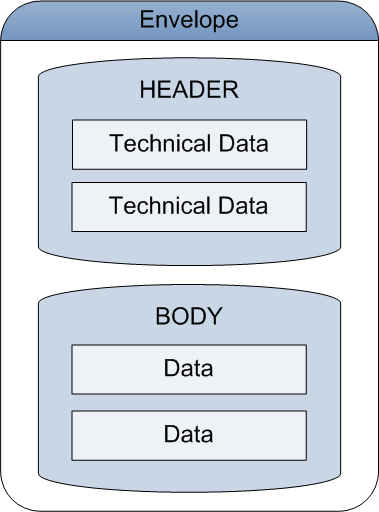 Envelope
HEADER
Technical Data
Technical Data
BODY
Data
Data